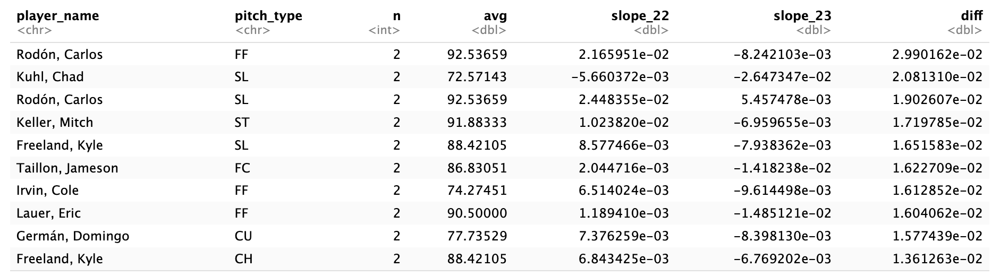 player_name pitch_type n avg slope_22 slope_23 diff
<chr> <chr> <int> <dbl> <dbl> <dbl> <dbl>
Rodón, Carlos FF 2 92.53659 2.165951e-02 -8.242103e-03 2.990162e-02
Kuhl, Chad SL 2 72.57143 -5.660372e-03 -2.647347e-02 2.081310e-02
Rodón, Carlos SL 2 92.53659 2.448355e-02 5.457478e-03 1.902607e-02
Keller, Mitch ST 2 91.88333 1.023820e-02 -6.959655e-03 1.719785e-02
Freeland, Kyle SL 2 88.42105 8.577466e-03 -7.938362e-03 1.651583e-02
Taillon, Jameson FC 2 86.83051 2.044716e-03 -1.418238e-02 1.622709e-02
Irvin, Cole FF 2 74.27451 6.514024e-03 -9.614498e-03 1.612852e-02
Lauer, Eric FF 2 90.50000 1.189410e-03 -1.485121e-02 1.604062e-02
Germán, Domingo CU 2 77.73529 7.376259e-03 -8.398130e-03 1.577439e-02
Freeland, Kyle CH 2 88.42105 6.843425e-03 -6.769202e-03 1.361263e-02